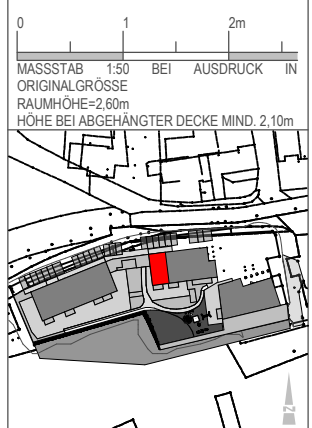 0 1 2m
MASSSTAB 1:50 BEI AUSDRUCK IN
ORIGINALGRÖSSE
RAUMHÖHE=2,60m
HÖHE BEI ABGEHÄNGTER DECKE MIND. 2,10m
N